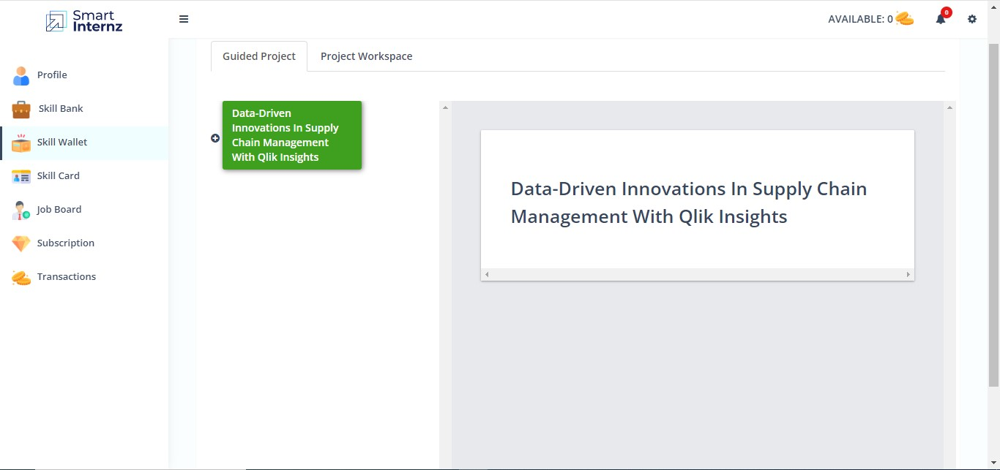 Smart
Internz
AVAILABLE: 0
0
Profile
Skill Bank
Skill Wallet
Skill Card
Job Board
Subscription
Transactions
Guided Project
Project Workspace
Data-Driven
Innovations In Supply
Chain Management
With Qlik Insights
Data-Driven Innovations In Supply Chain
Management With Qlik Insights